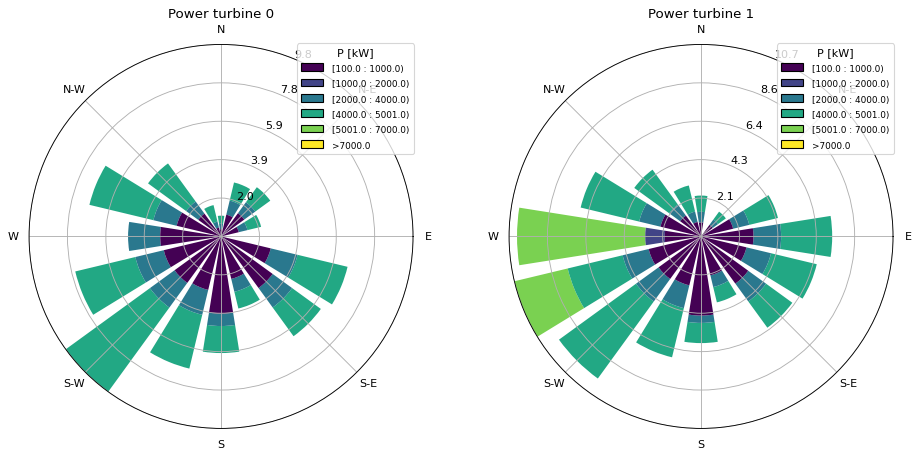 Power turbine 0
N
9.8
P [kW]
[100.0 : 1000.0)
[1000.0 : 2000.0)
[2000.0 : 4000.0)
[4000.0 : 5001.0)
[5001.0 : 7000.0)
>7000.0
N-W
7.8
N-E
5.9
3.9
2.0
W
E
S-W
S-E
S
Power turbine 1
N
10.7
P [kW]
[100.0 : 1000.0)
[1000.0 : 2000.0)
[2000.0 : 4000.0)
[4000.0 : 5001.0)
[5001.0 : 7000.0)
>7000.0
N-W
8.6
N-E
6.4
4.3
2.1
W
E
S-W
S-E
S